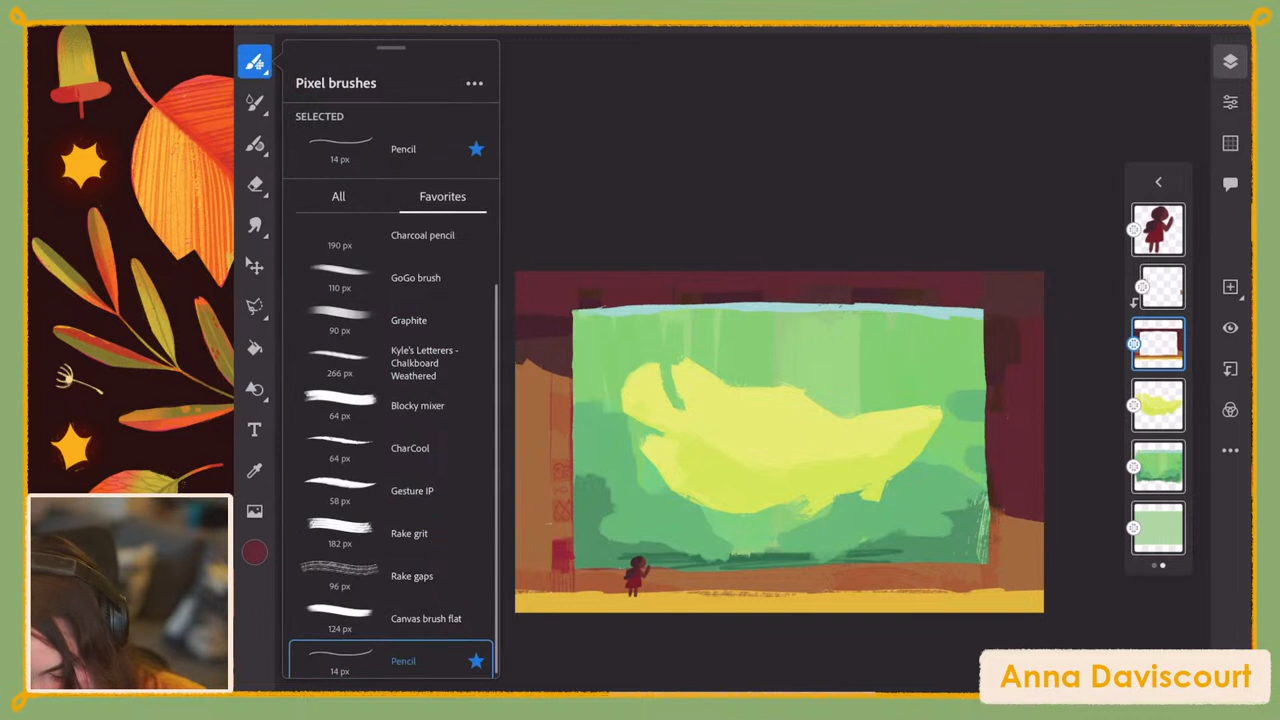 Pixel brushes
SELECTED
Pencil
14 px
All
Favorites
Charcoal pencil
190 px
GoGo brush
110 px
Graphite
90 px
Kyle's Letterers -
Chalkboard
Weathered
266 px
Blocky mixer
64 px
CharCool
64 px
Gesture IP
58 px
Rake grit
182 px
Rake gaps
96 px
Canvas brush flat
124 px
Pencil
14 px
T
Anna Daviscourt